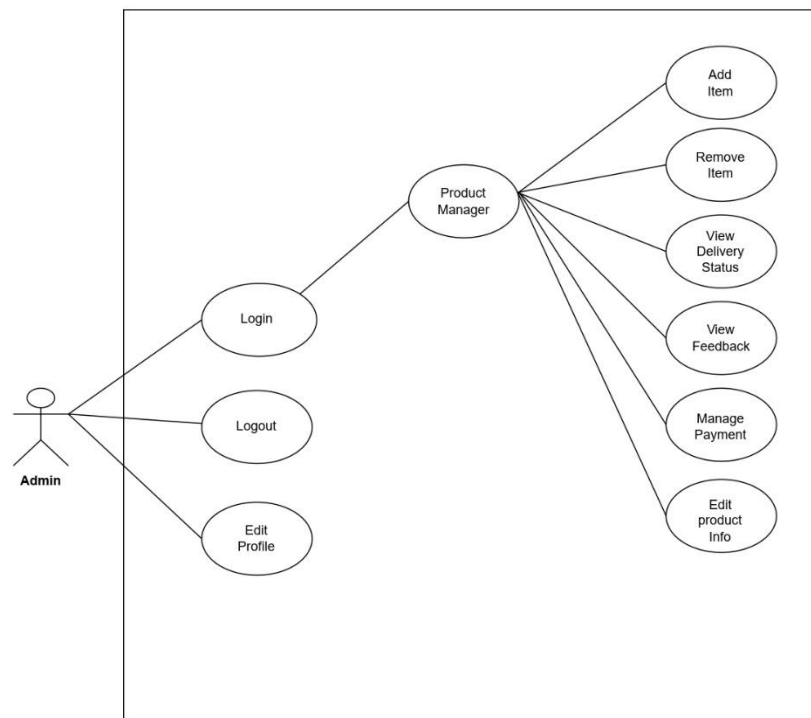 Add
Item
Remove
Item
Product
Manager
View
Delivery
Status
Login
View
Feedback
Logout
Manage
Payment
Admin
Edit
Profile
Edit
product
Info